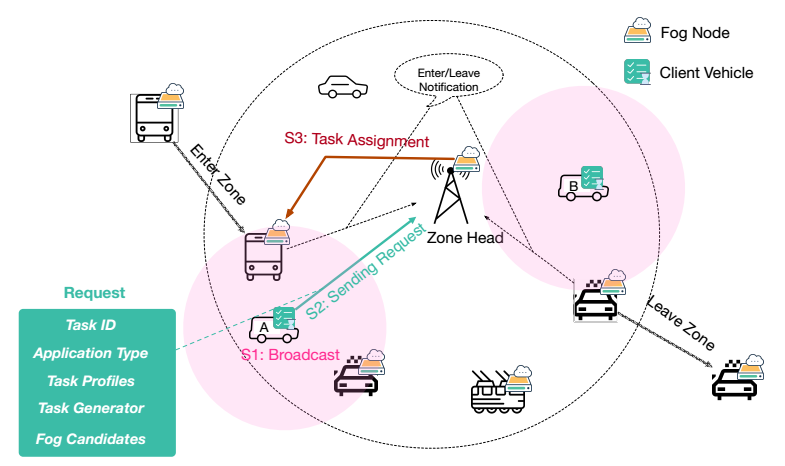 Fog Node
Client Vehicle
Enter/Leave
Notification
S3: Task Assignment
Enter Zone
B
Zone Head
S2: Sending Request
Request
Task ID
Application Type
Task Profiles
Task Generator
Fog Candidates
A
S1: Broadcast
Leave Zone